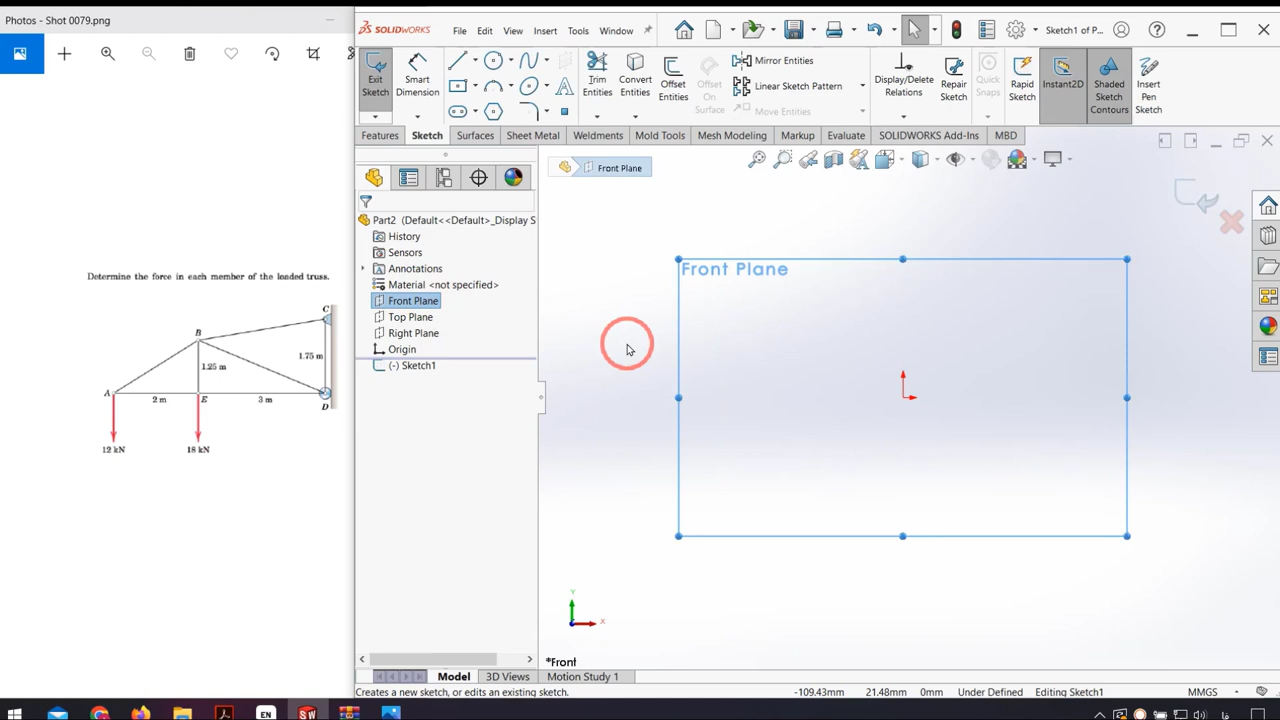 Photos - Shot 0079.png
SOLIDWORKS
File Edit View Insert Tools Window
Sketch1 of P...
Exit Sketch
Smart Dimension
Trim Entities
Convert Entities
Offset Entities
Offset On Surface
Mirror Entities
Linear Sketch Pattern
Move Entities
Display/Delete Relations
Repair Sketch
Quick Snaps
Rapid Sketch
Instant2D
Shaded Sketch Contours
Insert Pen Sketch
Features Sketch Surfaces Sheet Metal Weldments Mold Tools Mesh Modeling Markup Evaluate SOLIDWORKS Add-Ins MBD
Front Plane
Part2 (Default<<Default>_Display S
History
Sensors
Annotations
Material <not specified>
Front Plane
Top Plane
Right Plane
Origin
(-) Sketch1
Front Plane
Determine the force in each member of the loaded truss.
C
B
1.75 m
1.25 m
A
2 m
E
3 m
D
12 kN
18 kN
Y
X
*Front
Model 3D Views Motion Study 1
Creates a new sketch, or edits an existing sketch.
-109.43mm 21.48mm 0mm Under Defined Editing Sketch1 MMGS
EN
SW